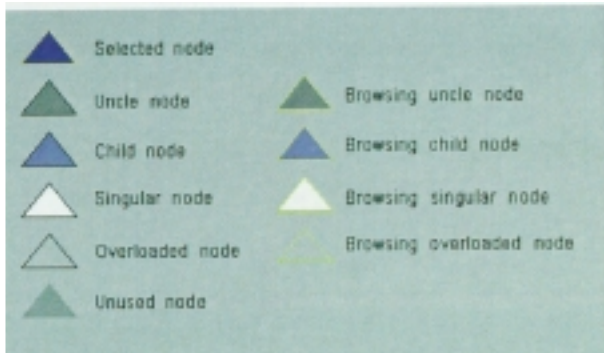 Selected node
Uncle node
Child node
Singular node
Overloaded node
Unused node
Browsing uncle node
Browsing child node
Browsing singular node
Browsing overloaded node